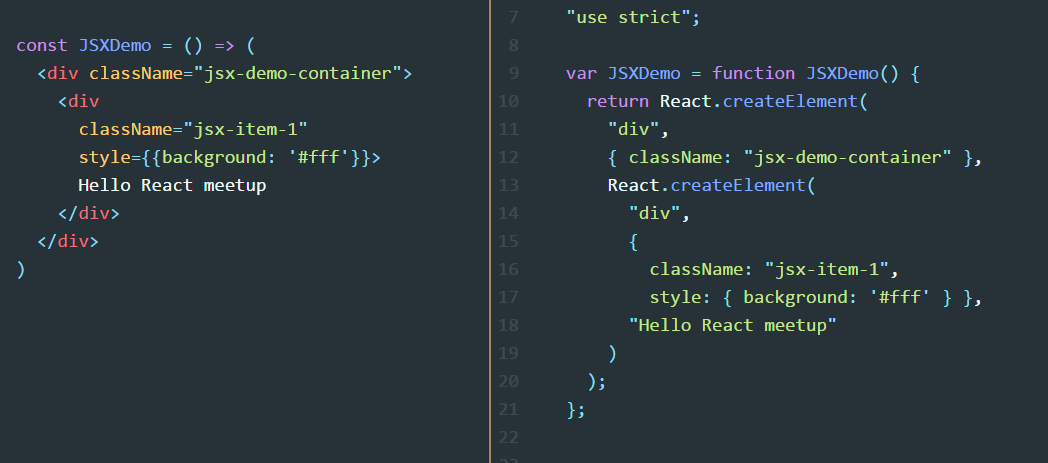 const JSXDemo = () => (
<div className="jsx-demo-container">
<div
className="jsx-item-1"
style={{background: '#fff'}}>
Hello React meetup
</div>
</div>
)
7 "use strict";
8
9 var JSXDemo = function JSXDemo() {
10 return React.createElement(
11 "div",
12 { className: "jsx-demo-container" },
13 React.createElement(
14 "div",
15 {
16 className: "jsx-item-1",
17 style: { background: '#fff' } },
18 "Hello React meetup"
19 )
20 );
21 };
22